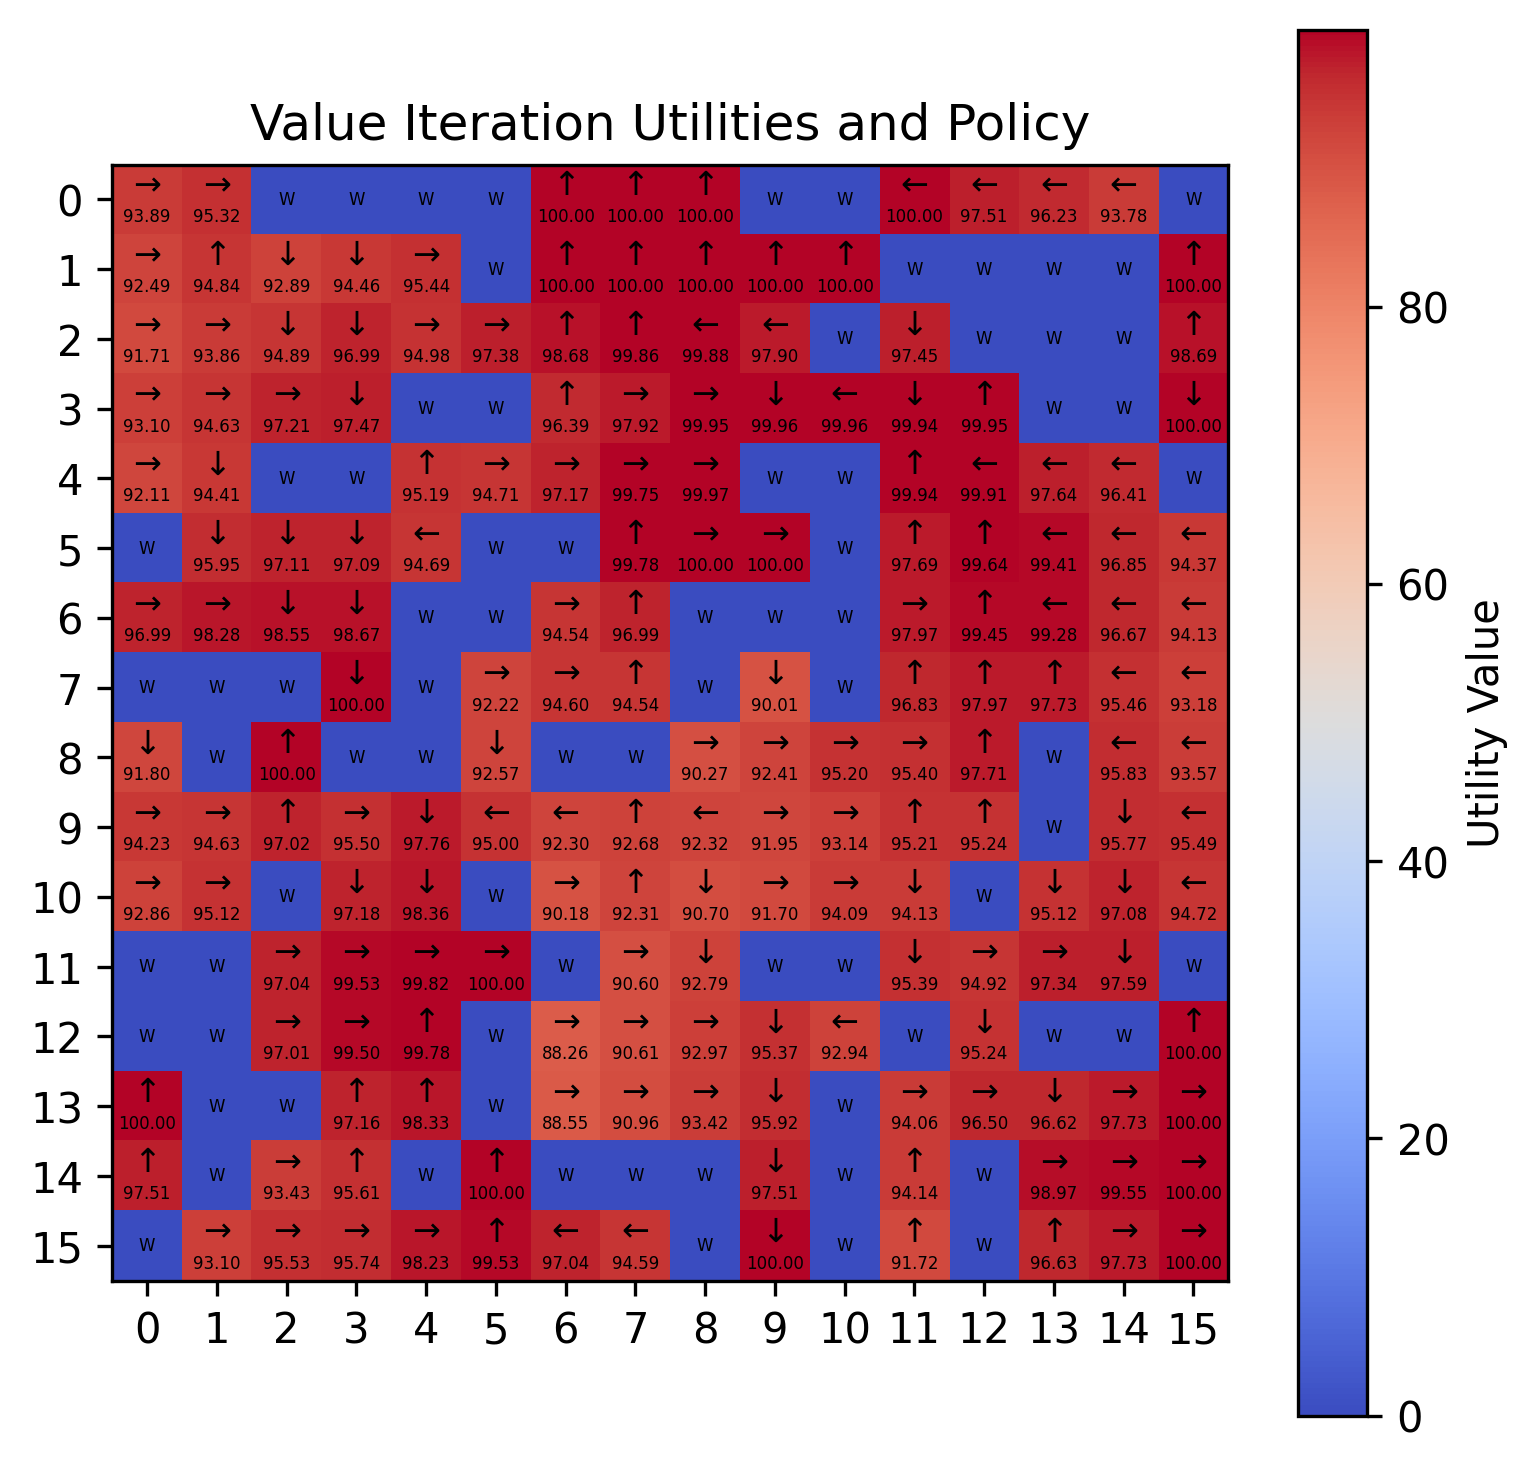 Value Iteration Utilities and Policy
0 → → W W W W ↑ ↑ ↑ W W ← ← ← ← W
93.89 95.32 100.00 100.00 100.00 100.00 97.51 96.23 93.78
1 → ↑ ↓ ↓ → W ↑ ↑ ↑ ↑ ↑ W W W W ↑
92.49 94.84 92.89 94.46 95.44 100.00 100.00 100.00 100.00 100.00 100.00
2 → → ↓ ↓ → → ↑ ↑ ← ← W ↓ W W W ↑
91.71 93.86 94.89 96.99 94.98 97.38 98.68 99.86 99.88 97.90 97.45 98.69
3 → → → ↓ W W ↑ → → ↓ ← ↓ ↑ W W ↓
93.10 94.63 97.21 97.47 96.39 97.92 99.95 99.96 99.96 99.94 99.95 100.00
4 → ↓ W W ↑ → → → → W W ↑ ← ← ← W
92.11 94.41 95.19 94.71 97.17 99.75 99.97 99.94 99.91 97.64 96.41
5 W ↓ ↓ ↓ ← W W ↑ → → W ↑ ↑ ← ← ←
95.95 97.11 97.09 94.69 99.78 100.00 100.00 97.69 99.64 99.41 96.85 94.37
6 → → ↓ ↓ W W → ↑ W W W → ↑ ← ← ←
96.99 98.28 98.55 98.67 94.54 96.99 97.97 99.45 99.28 96.67 94.13
7 W W W ↓ W → → ↑ W ↓ W ↑ ↑ ↑ ← ←
100.00 92.22 94.60 94.54 90.01 96.83 97.97 97.73 95.46 93.18
8 ↓ W ↑ W W ↓ W W → → → → ↑ W ← ←
91.80 100.00 92.57 90.27 92.41 95.20 95.40 97.71 95.83 93.57
9 → → ↑ → ↓ ← ← ↑ ← → → ↑ ↑ W ↓ ←
94.23 94.63 97.02 95.50 97.76 95.00 92.30 92.68 92.32 91.95 93.14 95.21 95.24 95.77 95.49
10 → → W ↓ ↓ W → ↑ ↓ → → ↓ W ↓ ↓ ←
92.86 95.12 97.18 98.36 90.18 92.31 90.70 91.70 94.09 94.13 95.12 97.08 94.72
11 W W → → → → W → ↓ W W ↓ → → ↓ W
97.04 99.53 99.82 100.00 90.60 92.79 95.39 94.92 97.34 97.59
12 W W → → ↑ W → → → ↓ ← W ↓ W W ↑
97.01 99.50 99.78 88.26 90.61 92.97 95.37 92.94 95.24 100.00
13 ↑ W W ↑ ↑ W → → → ↓ W → → ↓ → →
100.00 97.16 98.33 88.55 90.96 93.42 95.92 94.06 96.50 96.62 97.73 100.00
14 ↑ W → ↑ W ↑ W W W ↓ W ↑ W → → →
97.51 93.43 95.61 100.00 97.51 94.14 98.97 99.55 100.00
15 W → → → → ↑ ← ← W ↓ W ↑ W ↑ → →
93.10 95.53 95.74 98.23 99.53 97.04 94.59 100.00 91.72 96.63 97.73 100.00
0 1 2 3 4 5 6 7 8 9 10 11 12 13 14 15
80
60
40
20
0
Utility Value